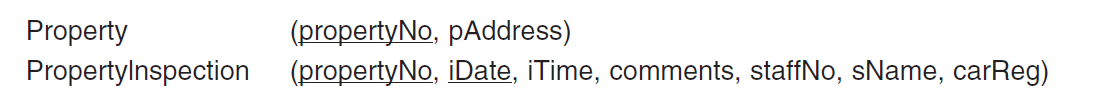 Property (propertyNo, pAddress)
PropertyInspection (propertyNo, iDate, iTime, comments, staffNo, sName, carReg)